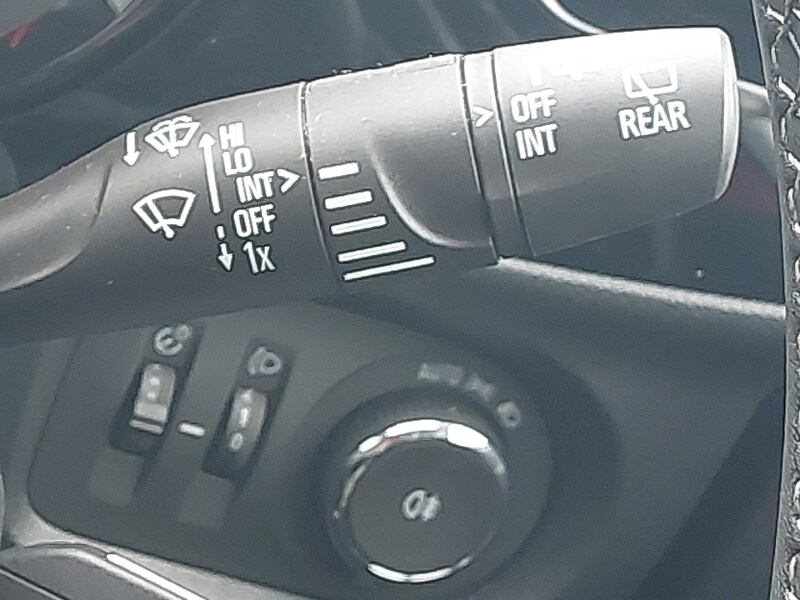 HI
LO
INT
OFF
1x
OFF
INT
REAR